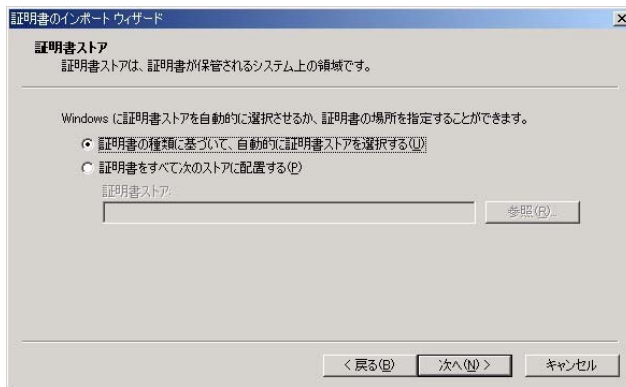 証明書のインポート ウィザード
証明書ストア
証明書ストアは、証明書が保管されるシステム上の領域です。
Windows に証明書ストアを自動的に選択させるか、証明書の場所を指定することができます。
証明書の種類に基づいて、自動的に証明書ストアを選択する(U)
証明書をすべて次のストアに配置する(P)
証明書ストア:
参照(R)...
< 戻る(B) 次へ(N) > キャンセル